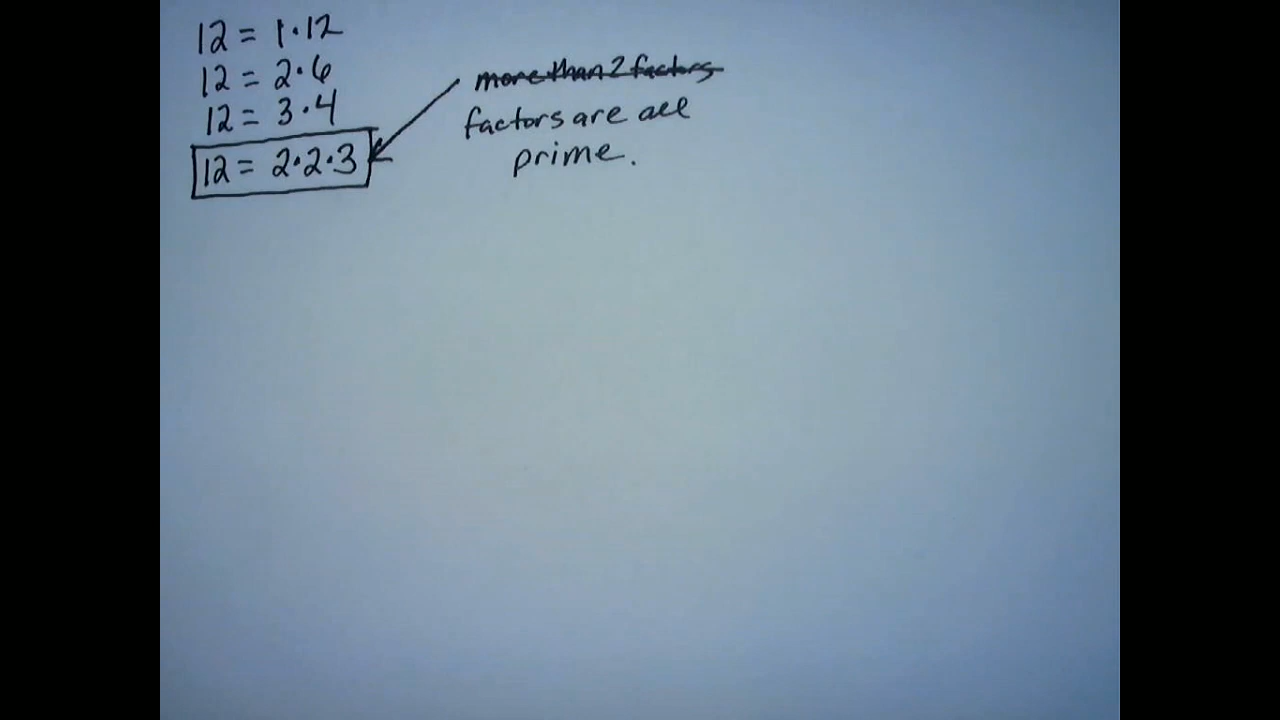 12 = 1·12
12 = 2·6
12 = 3·4
12 = 2·2·3
more than 2 factors
factors are all
prime.